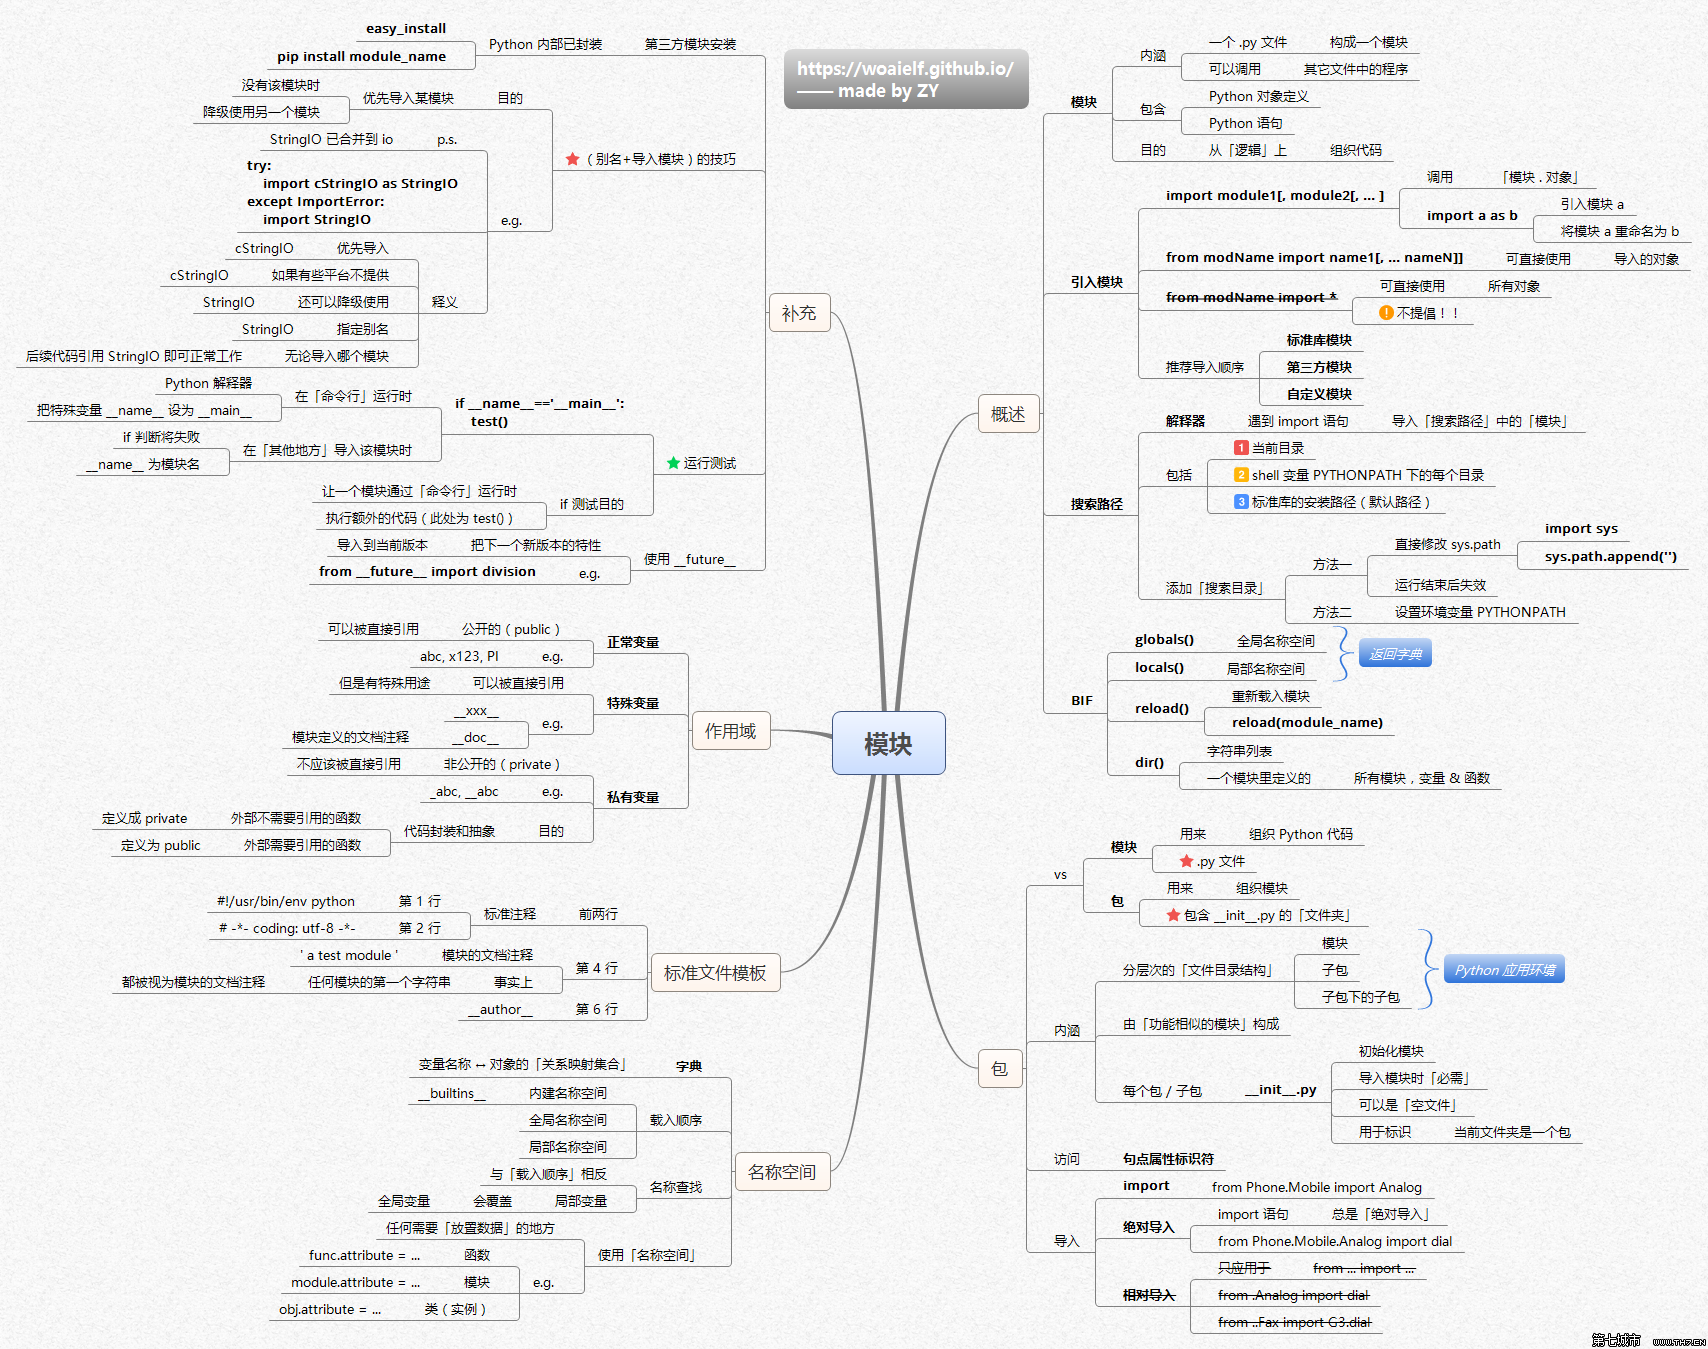 https://woaielf.github.io/
—— made by ZY
模块
概述
模块
内涵
一个 .py 文件 构成一个模块
可以调用 其它文件中的程序
包含
Python 对象定义
Python 语句
目的 从「逻辑」上 组织代码
引入模块
import module1[, module2[, ... ]
调用 「模块 . 对象」
import a as b
引入模块 a
将模块 a 重命名为 b
from modName import name1[, ... nameN]] 可直接使用 导入的对象
from modName import *
可直接使用 所有对象
! 不提倡！！
推荐导入顺序
标准库模块
第三方模块
自定义模块
搜索路径
解释器 遇到 import 语句 导入「搜索路径」中的「模块」
包括
1 当前目录
2 shell 变量 PYTHONPATH 下的每个目录
3 标准库的安装路径（默认路径）
添加「搜索目录」
方法一
直接修改 sys.path
import sys
sys.path.append('')
运行结束后失效
方法二 设置环境变量 PYTHONPATH
BIF
globals() 全局名称空间
locals() 局部名称空间
返回字典
reload()
重新载入模块
reload(module_name)
dir()
字符串列表
一个模块里定义的 所有模块，变量 & 函数
包
vs
模块
用来 组织 Python 代码
.py 文件
包
用来 组织模块
包含 __init__.py 的「文件夹」
内涵
分层次的「文件目录结构」
模块
子包
子包下的子包
Python 应用环境
由「功能相似的模块」构成
每个包 / 子包 __init__.py
初始化模块
导入模块时「必需」
可以是「空文件」
用于标识 当前文件夹是一个包
访问 句点属性标识符
导入
import from Phone.Mobile import Analog
绝对导入
import 语句 总是「绝对导入」
from Phone.Mobile.Analog import dial
相对导入
只应用于 from ... import ...
from .Analog import dial
from ..Fax import G3.dial
补充
第三方模块安装
Python 内部已封装
easy_install
pip install module_name
（别名+导入模块）的技巧
目的
优先导入某模块
没有该模块时
降级使用另一个模块
e.g.
p.s. StringIO 已合并到 io
try:
import cStringIO as StringIO
except ImportError:
import StringIO
释义
优先导入 cStringIO
如果有些平台不提供 cStringIO
还可以降级使用 StringIO
指定别名 StringIO
无论导入哪个模块 后续代码引用 StringIO 即可正常工作
运行测试
if __name__=='__main__':
test()
在「命令行」运行时
Python 解释器
把特殊变量 __name__ 设为 __main__
在「其他地方」导入该模块时
if 判断将失败
__name__ 为模块名
if 测试目的
让一个模块通过「命令行」运行时
执行额外的代码（此处为 test()）
使用 __future__
把下一个新版本的特性 导入到当前版本
e.g. from __future__ import division
作用域
正常变量
公开的（public） 可以被直接引用
e.g. abc, x123, PI
特殊变量
可以被直接引用 但是有特殊用途
e.g.
__xxx__
__doc__ 模块定义的文档注释
私有变量
非公开的（private） 不应该被直接引用
e.g. _abc, __abc
目的
代码封装和抽象
外部不需要引用的函数 定义成 private
外部需要引用的函数 定义为 public
标准文件模板
前两行
标准注释
第 1 行 #!/usr/bin/env python
第 2 行 # -*- coding: utf-8 -*-
第 4 行
模块的文档注释 ' a test module '
事实上 任何模块的第一个字符串 都被视为模块的文档注释
第 6 行 __author__
名称空间
字典 变量名称 ↔ 对象的「关系映射集合」
载入顺序
内建名称空间 __builtins__
全局名称空间
局部名称空间
名称查找
与「载入顺序」相反
局部变量 会覆盖 全局变量
使用「名称空间」
任何需要「放置数据」的地方
e.g.
函数 func.attribute = ...
模块 module.attribute = ...
类（实例） obj.attribute = ...
第七城市 WWW.TH7.CN